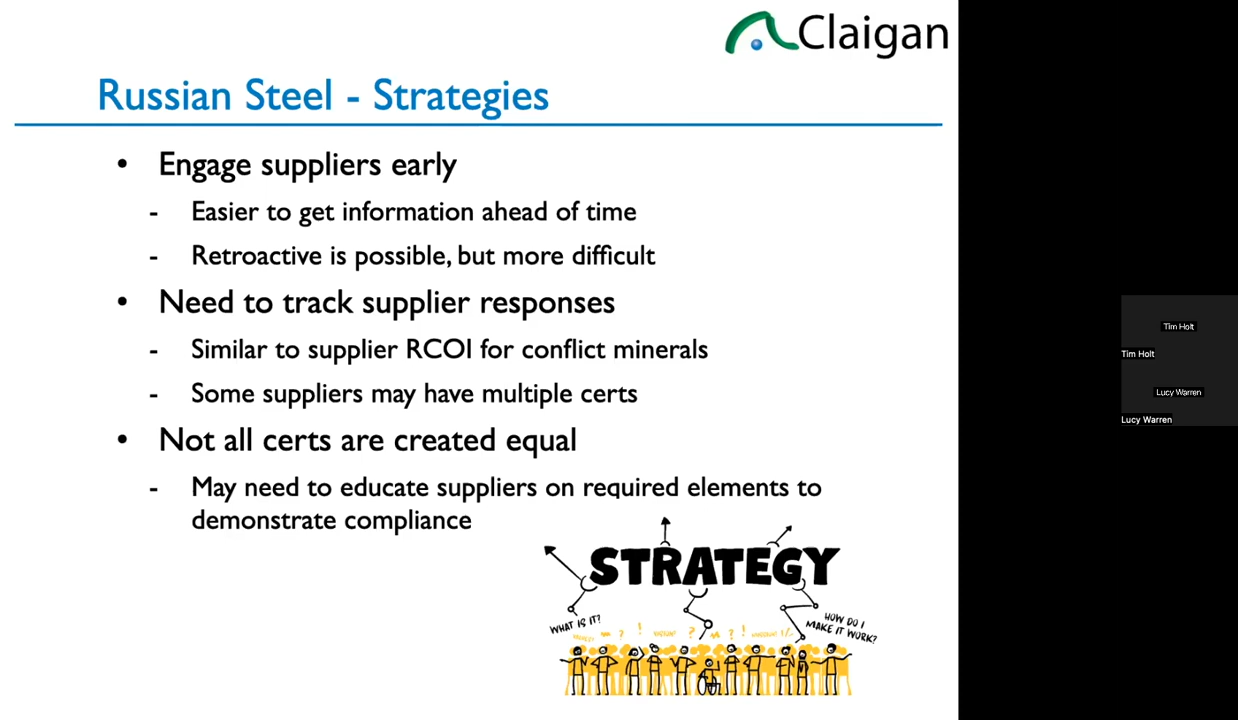 Claigan
Russian Steel - Strategies
• Engage suppliers early
- Easier to get information ahead of time
- Retroactive is possible, but more difficult
• Need to track supplier responses
- Similar to supplier RCOI for conflict minerals
- Some suppliers may have multiple certs
• Not all certs are created equal
- May need to educate suppliers on required elements to
demonstrate compliance
STRATEGY
WHAT IS IT?
HOW DO I
MAKE IT WORK?
? ! ? ? !
Tim Holt
Tim Holt
Lucy Warren
Lucy Warren